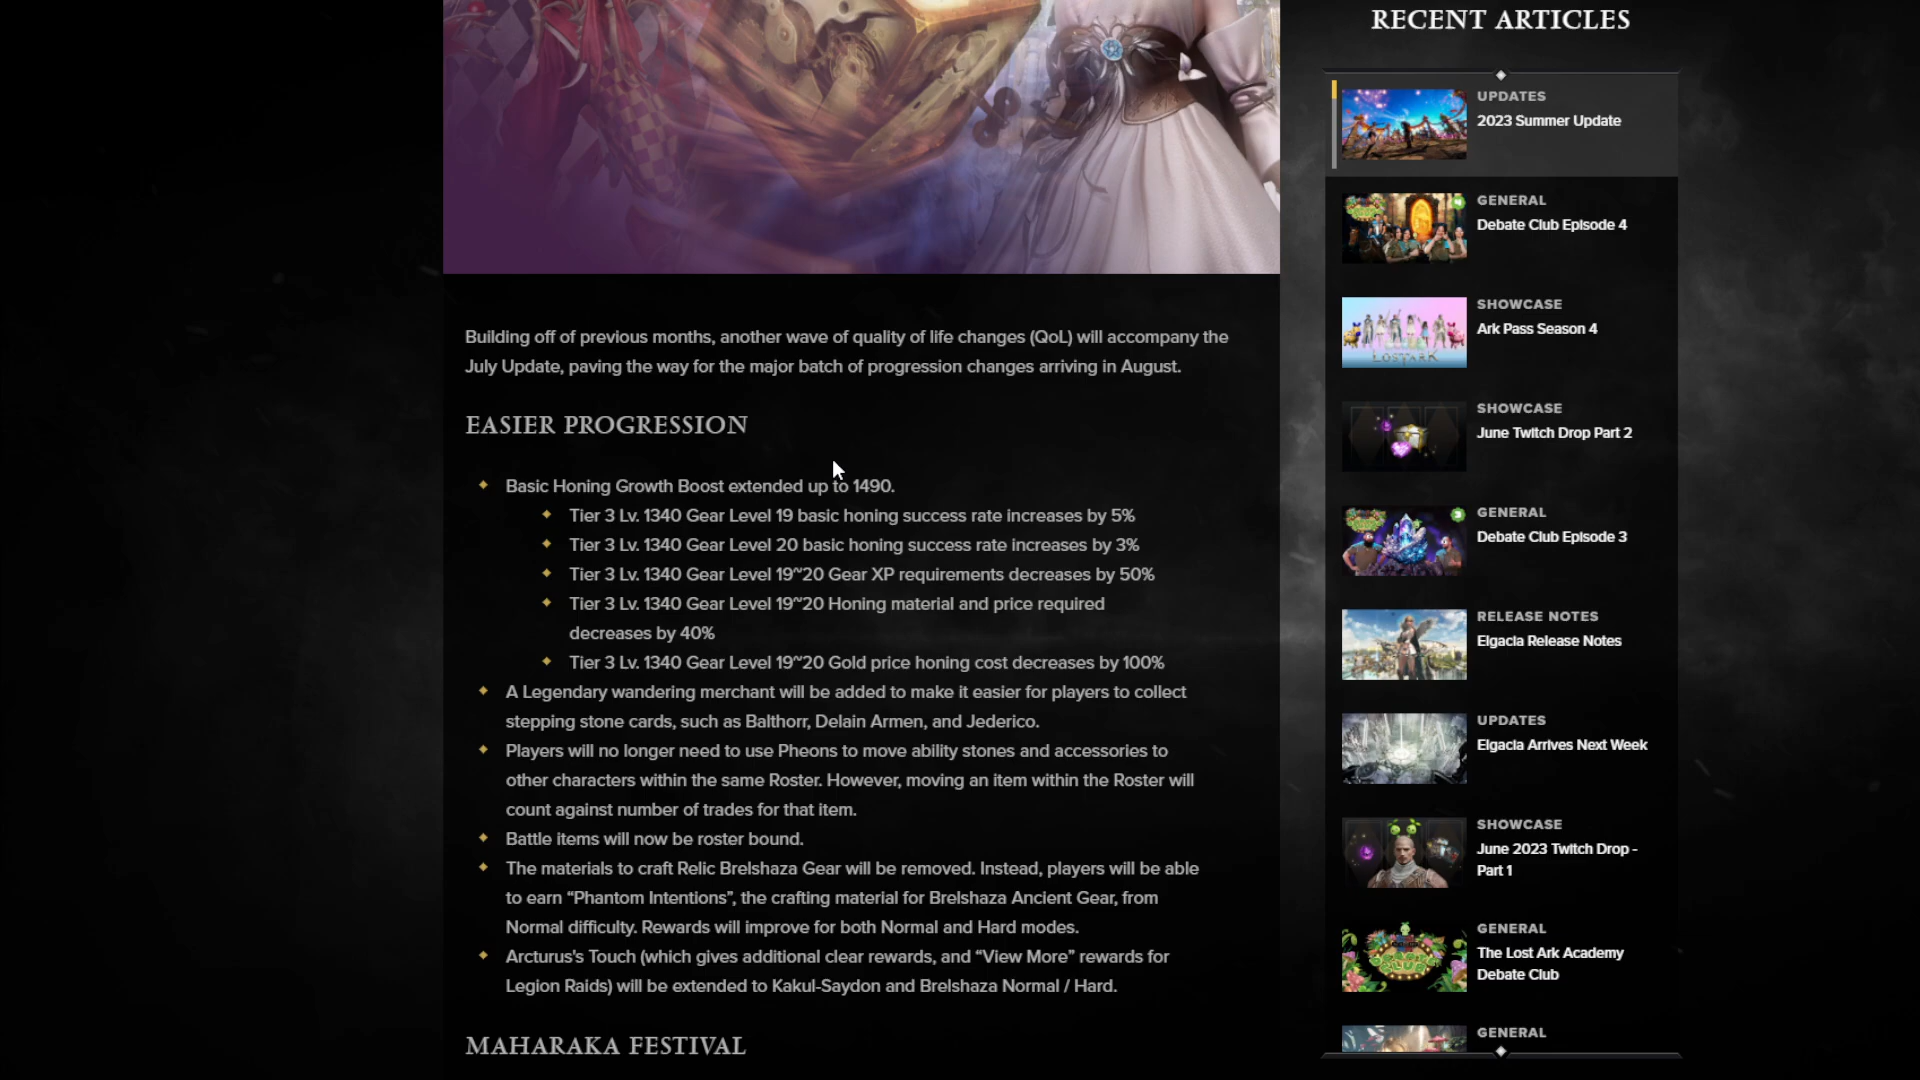 RECENT ARTICLES
Building off of previous months, another wave of quality of life changes (QoL) will accompany the
July Update, paving the way for the major batch of progression changes arriving in August.
EASIER PROGRESSION
Basic Honing Growth Boost extended up to 1490.
Tier 3 Lv. 1340 Gear Level 19 basic honing success rate increases by 5%
Tier 3 Lv. 1340 Gear Level 20 basic honing success rate increases by 3%
Tier 3 Lv. 1340 Gear Level 19~20 Gear XP requirements decreases by 50%
Tier 3 Lv. 1340 Gear Level 19~20 Honing material and price required
decreases by 40%
Tier 3 Lv. 1340 Gear Level 19~20 Gold price honing cost decreases by 100%
A Legendary wandering merchant will be added to make it easier for players to collect
stepping stone cards, such as Balthorr, Delain Armen, and Jederico.
Players will no longer need to use Pheons to move ability stones and accessories to
other characters within the same Roster. However, moving an item within the Roster will
count against number of trades for that item.
Battle items will now be roster bound.
The materials to craft Relic Brelshaza Gear will be removed. Instead, players will be able
to earn “Phantom Intentions”, the crafting material for Brelshaza Ancient Gear, from
Normal difficulty. Rewards will improve for both Normal and Hard modes.
Arcturus's Touch (which gives additional clear rewards, and “View More” rewards for
Legion Raids) will be extended to Kakul-Saydon and Brelshaza Normal / Hard.
MAHARAKA FESTIVAL
UPDATES
2023 Summer Update
GENERAL
Debate Club Episode 4
4
SHOWCASE
Ark Pass Season 4
LOST ARK
SHOWCASE
June Twitch Drop Part 2
GENERAL
Debate Club Episode 3
3
RELEASE NOTES
Elgacia Release Notes
UPDATES
Elgacia Arrives Next Week
SHOWCASE
June 2023 Twitch Drop -
Part 1
GENERAL
The Lost Ark Academy
Debate Club
GENERAL